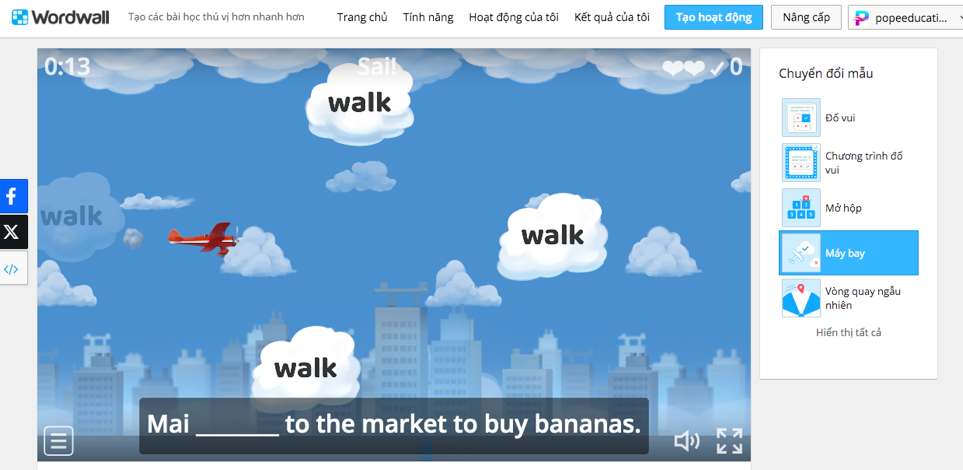 Wordwall
Tạo các bài học thú vị hơn nhanh hơn
Trang chủ
Tính năng
Hoạt động của tôi
Kết quả của tôi
Tạo hoạt động
Nâng cấp
popeeducati...
0:13
Sai!
0
walk
walk
walk
walk
Mai _______ to the market to buy bananas.
Chuyển đổi mẫu
Đố vui
Chương trình đố
vui
Mở hộp
Máy bay
Vòng quay ngẫu
nhiên
Hiển thị tất cả